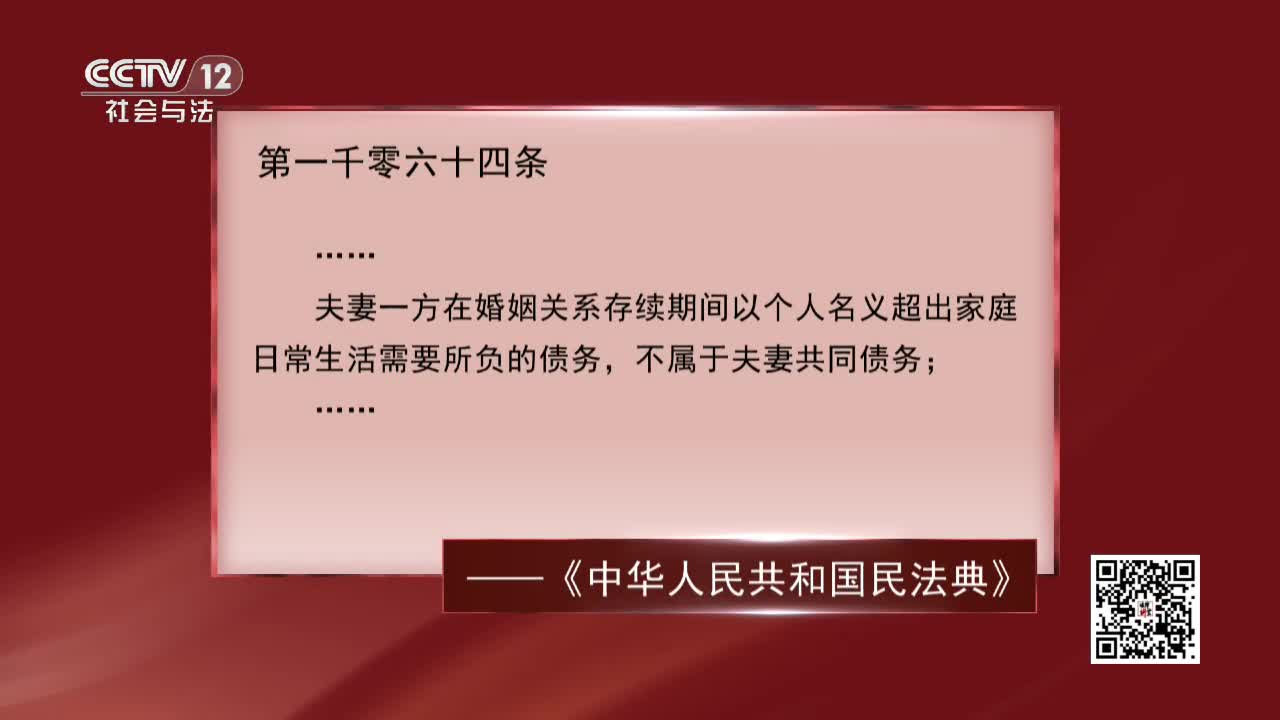 CCTV 12
社会与法
第一千零六十四条
……
夫妻一方在婚姻关系存续期间以个人名义超出家庭
日常生活需要所负的债务，不属于夫妻共同债务；
……
——《中华人民共和国民法典》